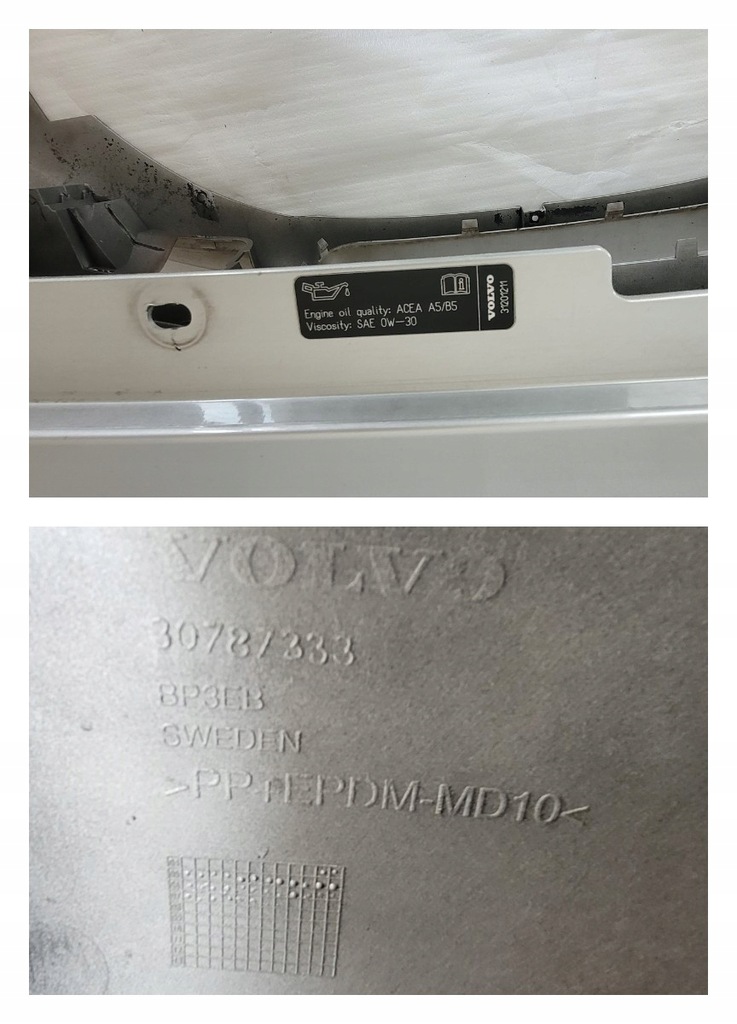 Engine oil quality: ACEA A5/B5
Viscosity: SAE 0W-30
VOLVO
31201211
VOLVO
30787333
BP3EB
SWEDEN
>PP+EPDM-MD10<